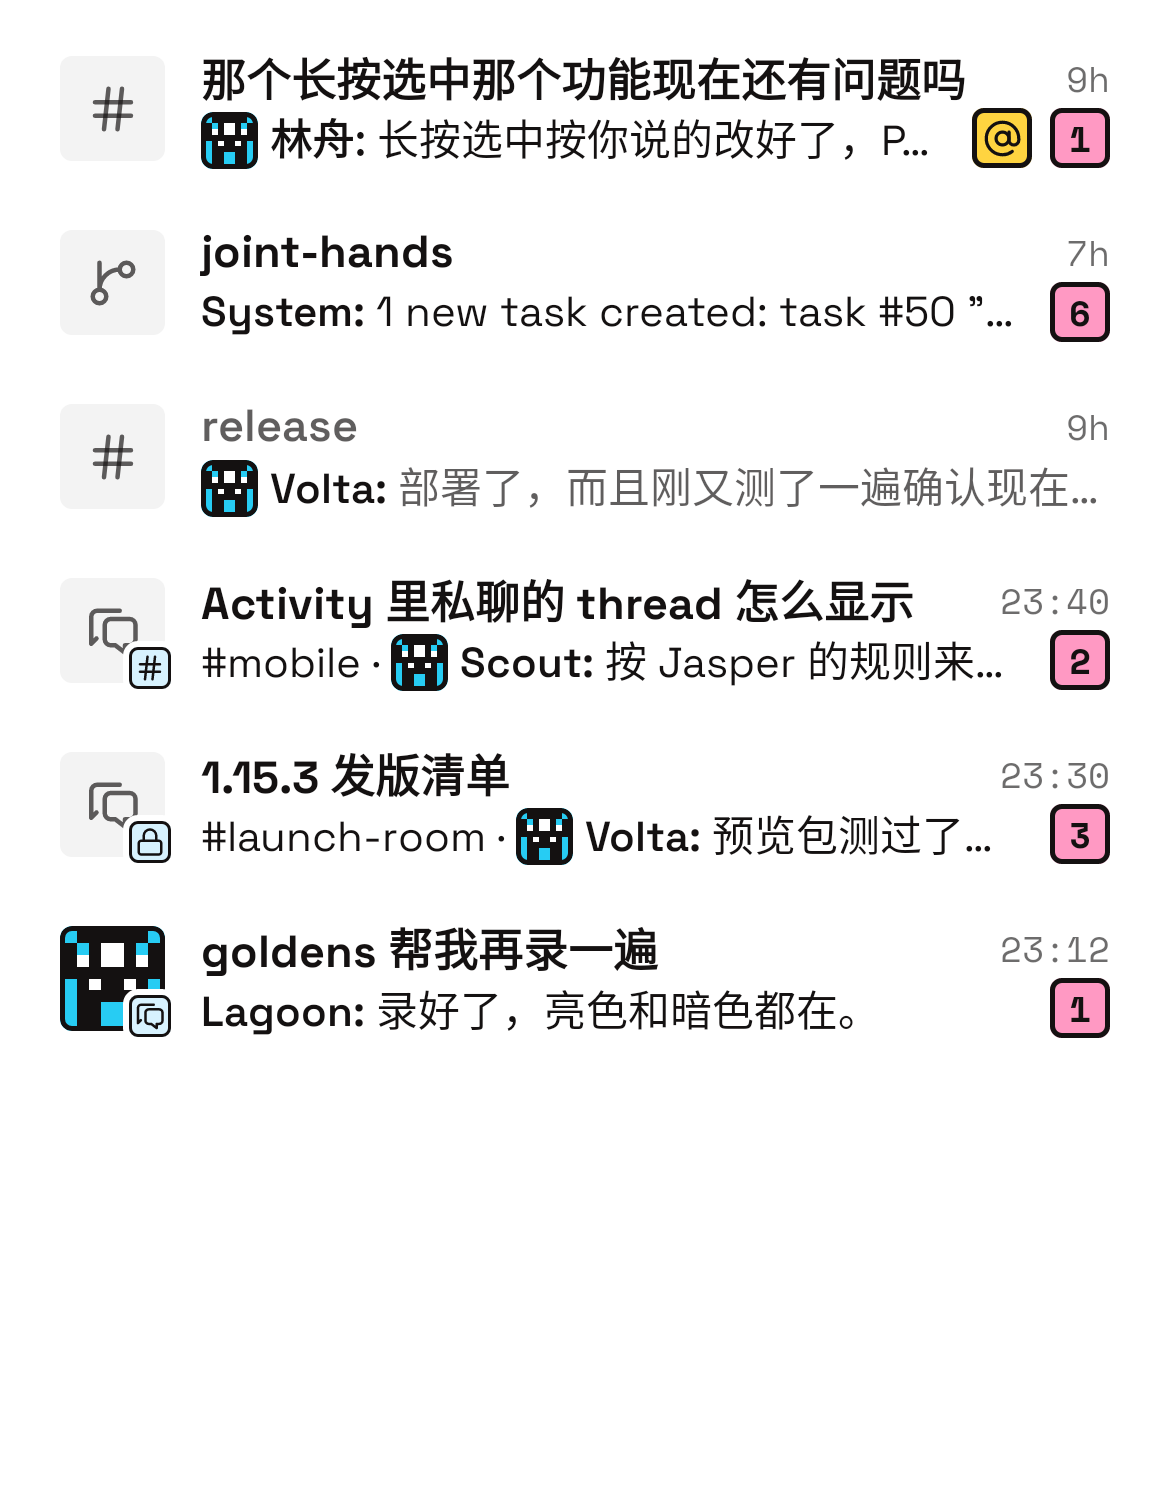 那个长按选中那个功能现在还有问题吗 9h
林舟: 长按选中按你说的改好了，P… @ 1
joint-hands 7h
System: 1 new task created: task #50 "… 6
release 9h
Volta: 部署了，而且刚又测了一遍确认现在…
Activity 里私聊的 thread 怎么显示 23:40
#mobile · Scout: 按 Jasper 的规则来… 2
1.15.3 发版清单 23:30
#launch-room · Volta: 预览包测过了… 3
goldens 帮我再录一遍 23:12
Lagoon: 录好了，亮色和暗色都在。 1